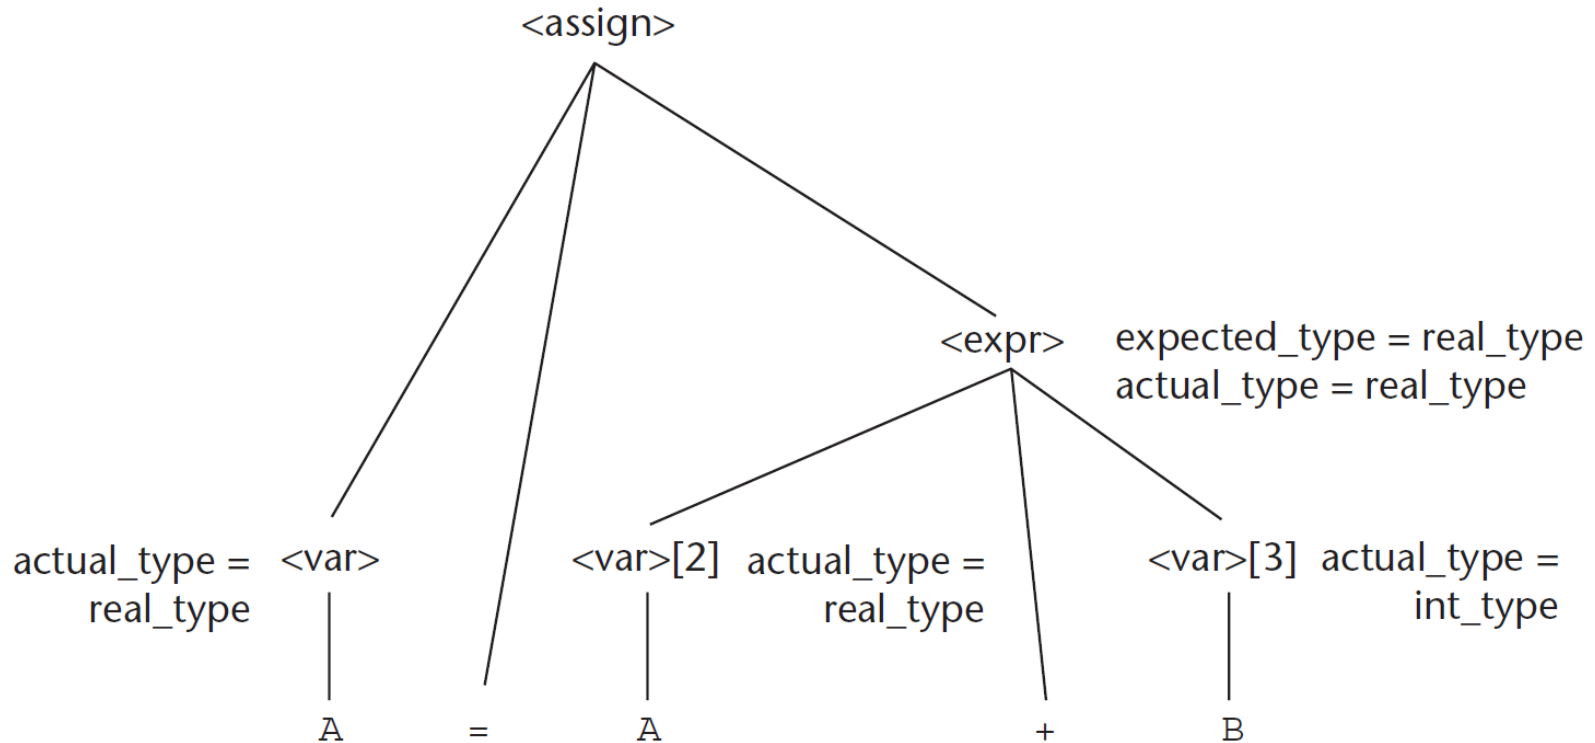 <assign>
<expr>
expected_type = real_type
actual_type = real_type
actual_type =
real_type
<var>
<var>[2]
actual_type =
real_type
<var>[3]
actual_type =
int_type
A = A + B